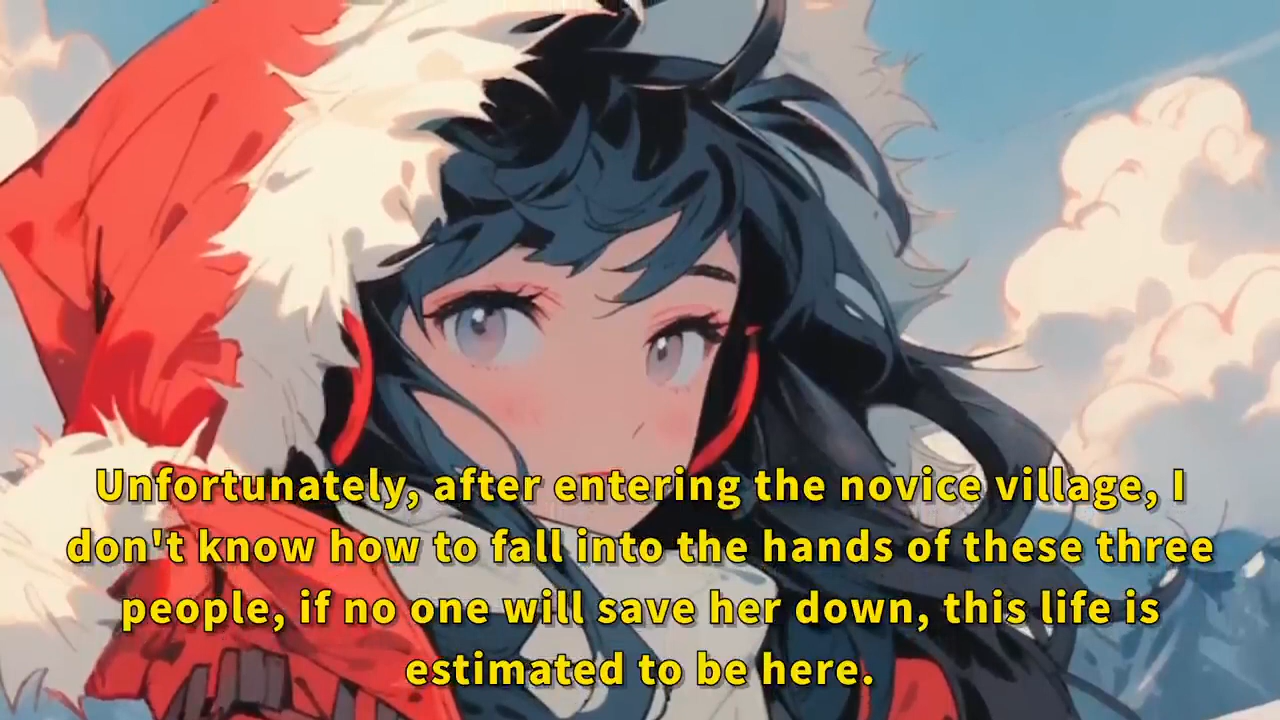 Unfortunately, after entering the novice village, I
don't know how to fall into the hands of these three
people, if no one will save her down, this life is
estimated to be here.